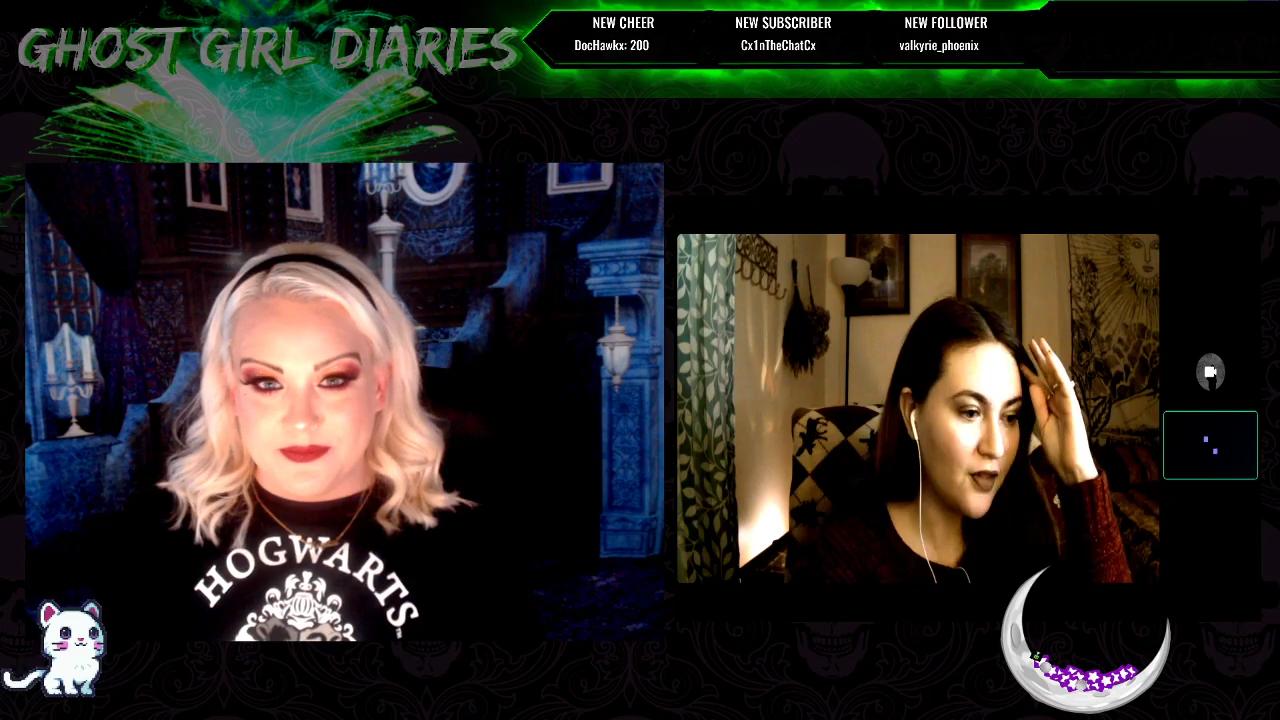 GHOST GIRL DIARIES
NEW CHEER
DocHawkx: 200
NEW SUBSCRIBER
Cx1nTheChatCx
NEW FOLLOWER
valkyrie_phoenix
HOGWARTS